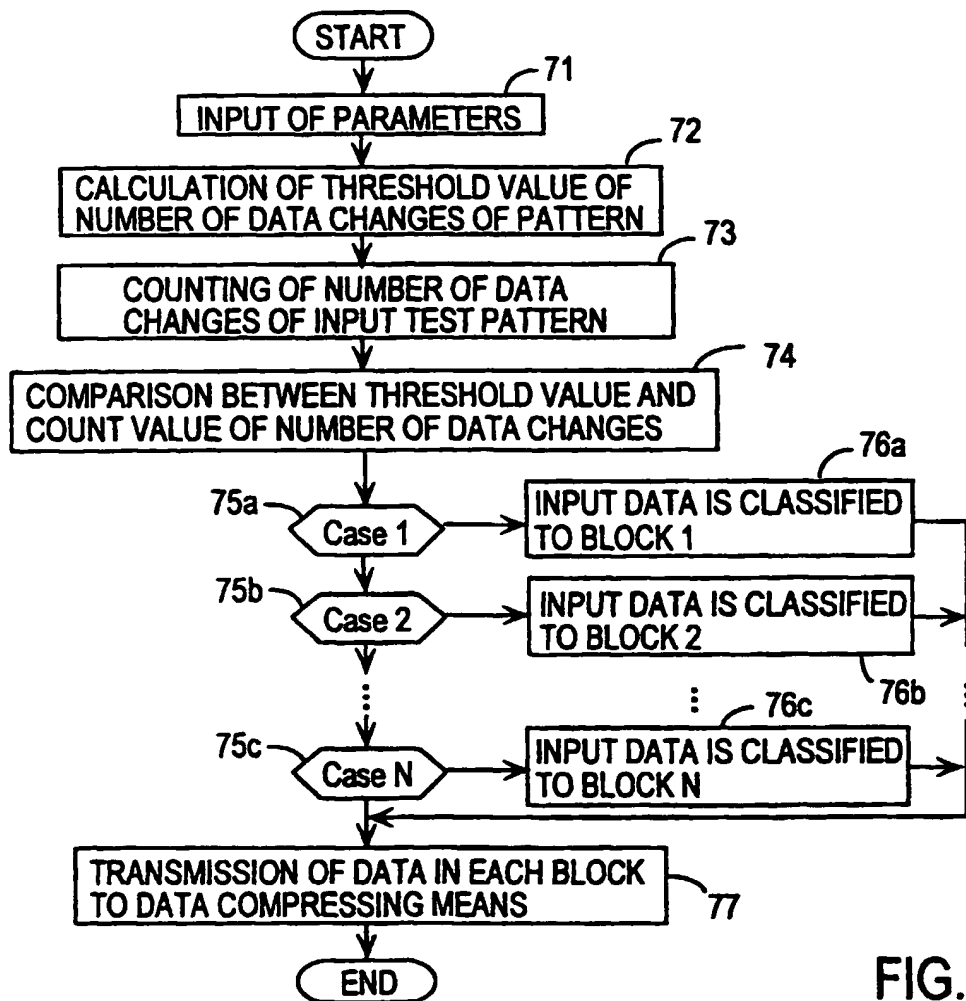 START
71
INPUT OF PARAMETERS
72
CALCULATION OF THRESHOLD VALUE OF
NUMBER OF DATA CHANGES OF PATTERN
73
COUNTING OF NUMBER OF DATA
CHANGES OF INPUT TEST PATTERN
74
COMPARISON BETWEEN THRESHOLD VALUE AND
COUNT VALUE OF NUMBER OF DATA CHANGES
75a
Case 1
76a
INPUT DATA IS CLASSIFIED
TO BLOCK 1
75b
Case 2
INPUT DATA IS CLASSIFIED
TO BLOCK 2
76b
⋮
⋮
⋮
75c
Case N
76c
INPUT DATA IS CLASSIFIED
TO BLOCK N
TRANSMISSION OF DATA IN EACH BLOCK
TO DATA COMPRESSING MEANS
77
END
FIG.